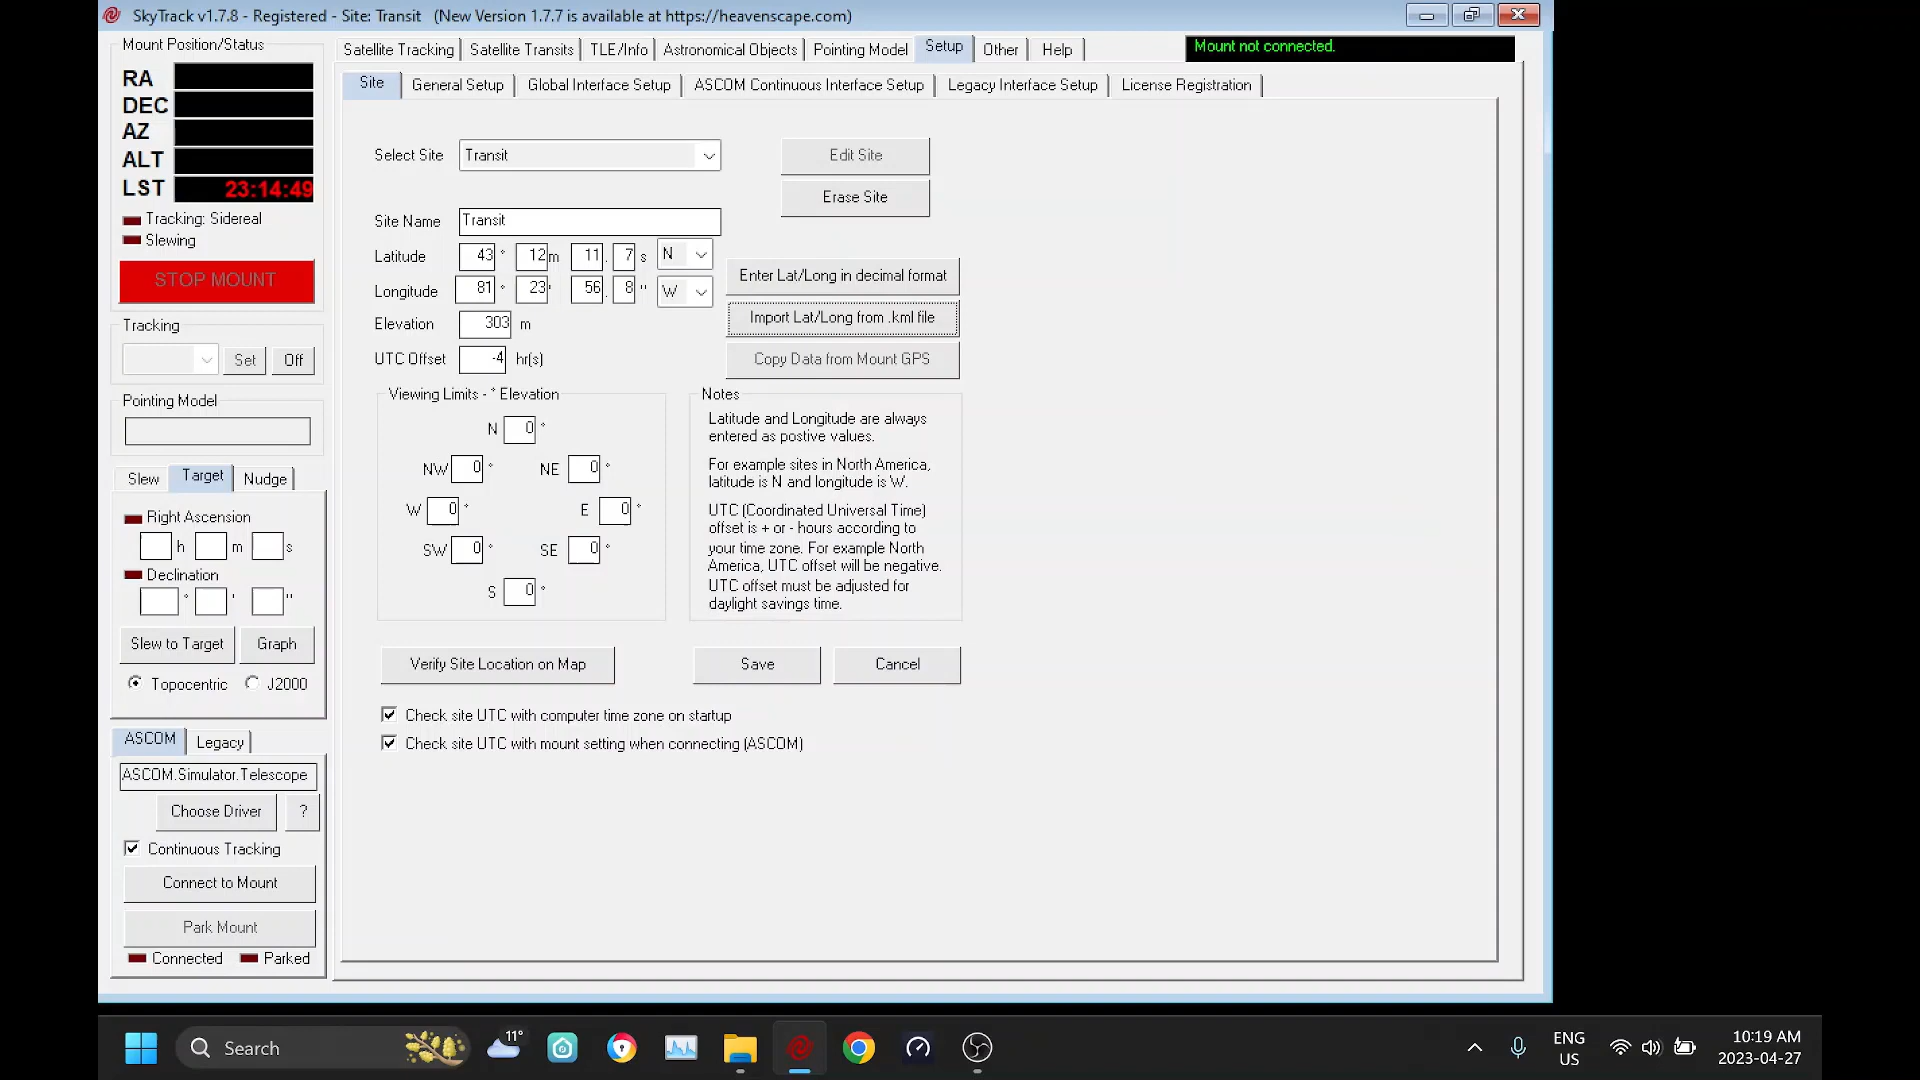 SkyTrack v1.7.8 - Registered - Site: Transit (New Version 1.7.7 is available at https://heavenscape.com)
Mount Position/Status
RA
DEC
AZ
ALT
LST 23:14:49
Tracking: Sidereal
Slewing
STOP MOUNT
Tracking
Set Off
Pointing Model
Slew Target Nudge
Right Ascension
h m s
Declination
° ' "
Slew to Target Graph
Topocentric J2000
ASCOM Legacy
ASCOM.Simulator.Telescope
Choose Driver ?
Continuous Tracking
Connect to Mount
Park Mount
Connected Parked
Satellite Tracking Satellite Transits TLE/Info Astronomical Objects Pointing Model Setup Other Help
Mount not connected.
Site General Setup Global Interface Setup ASCOM Continuous Interface Setup Legacy Interface Setup License Registration
Select Site Transit
Edit Site
Erase Site
Site Name Transit
Latitude 43 ° 12 m 11 . 7 s N
Longitude 81 ° 23 ' 56 . 8 " W
Elevation 303 m
UTC Offset -4 hr(s)
Enter Lat/Long in decimal format
Import Lat/Long from .kml file
Copy Data from Mount GPS
Viewing Limits - ° Elevation
N 0 °
NW 0 ° NE 0 °
W 0 ° E 0 °
SW 0 ° SE 0 °
S 0 °
Notes
Latitude and Longitude are always
entered as postive values.
For example sites in North America,
latitude is N and longitude is W.
UTC (Coordinated Universal Time)
offset is + or - hours according to
your time zone. For example North
America, UTC offset will be negative.
UTC offset must be adjusted for
daylight savings time.
Verify Site Location on Map Save Cancel
Check site UTC with computer time zone on startup
Check site UTC with mount setting when connecting (ASCOM)
Search
11°
ENG
US
10:19 AM
2023-04-27